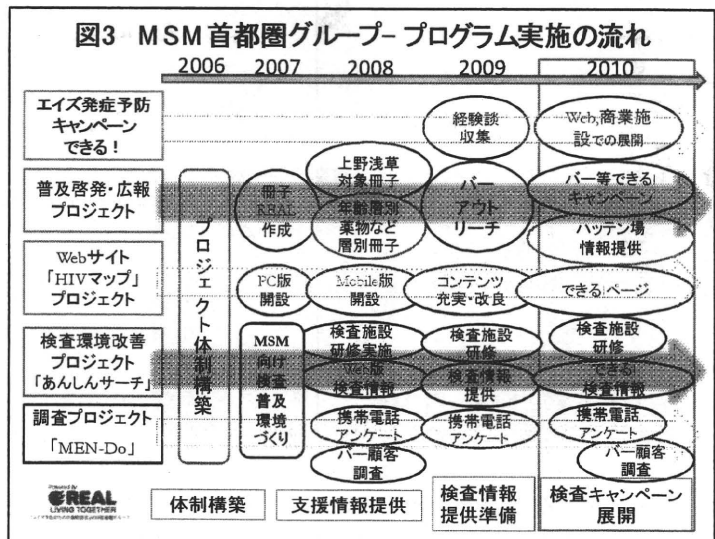 図3 MSM首都圏グループ–プログラム実施の流れ
2006 2007 2008 2009 2010
エイズ発症予防
キャンペーン
できる！
経験談
収集
Web,商業施
設での展開
普及啓発・広報
プロジェクト
プロジェクト体制構築
冊子
REAL
作成
上野浅草
対象冊子
年齢層別
薬物など
層別冊子
バー
アウト
リーチ
バー等できる!
キャンペーン
ハッテン場
情報提供
Webサイト
「HIVマップ」
プロジェクト
PC版
開設
Mobile版
開設
コンテンツ
充実・改良
できる!ページ
検査環境改善
プロジェクト
「あんしんサーチ」
MSM
向け
検査
普及
環境
づくり
検査施設
研修実施
Web版
検査情報
検査施設
研修
検査情報
提供
検査施設
研修
できる!
検査情報
調査プロジェクト
「MEN-Do」
携帯電話
アンケート
バー顧客
調査
携帯電話
アンケート
携帯電話
アンケート
バー顧客
調査
Powered by
REAL
LIVING TOGETHER
体制構築
支援情報提供
検査情報
提供準備
検査キャンペーン
展開